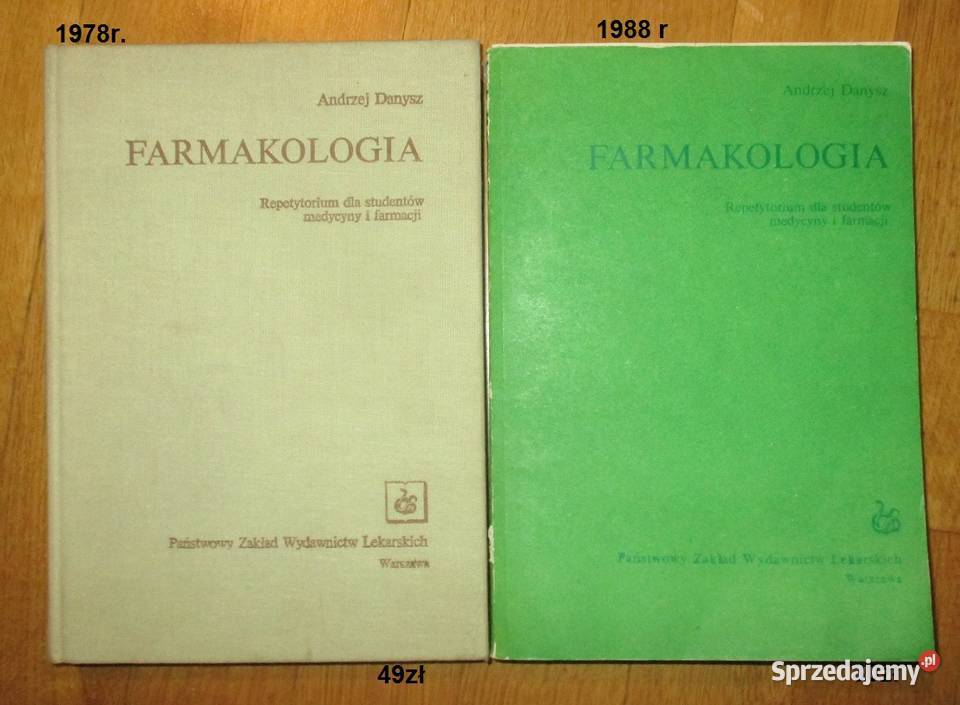 1978r.
1988 r
Andrzej Danysz
FARMAKOLOGIA
Repetytorium dla studentów
medycyny i farmacji
Państwowy Zakład Wydawnictw Lekarskich
Warszawa
Andrzej Danysz
FARMAKOLOGIA
Repetytorium dla studentów
medycyny i farmacji
Państwowy Zakład Wydawnictw Lekarskich
Warszawa
49zł
Sprzedajemy.pl